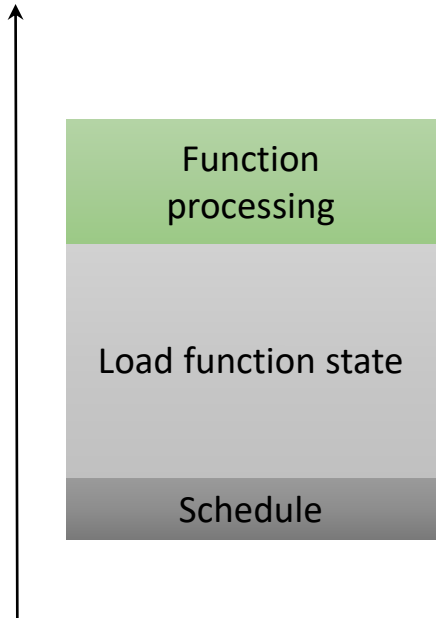 Function
processing
Load function state
Schedule